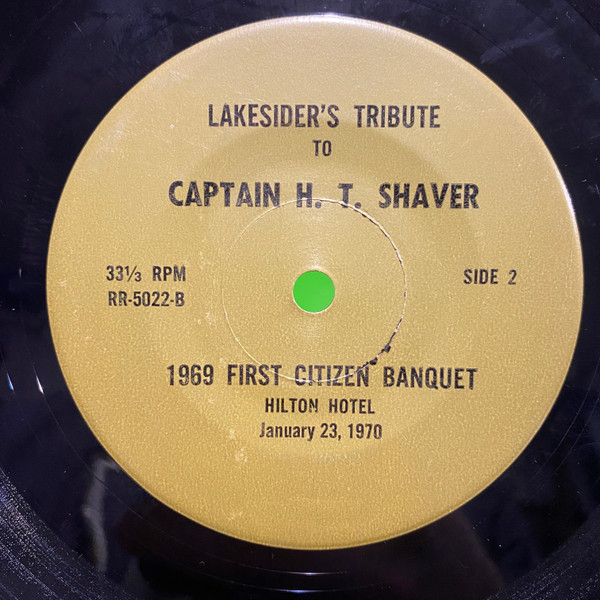 LAKESIDER'S TRIBUTE
TO
CAPTAIN H. T. SHAVER
33⅓ RPM
RR-5022-B
SIDE 2
1969 FIRST CITIZEN BANQUET
HILTON HOTEL
January 23, 1970